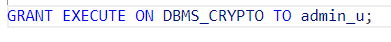 GRANT EXECUTE ON DBMS_CRYPTO TO admin_u;